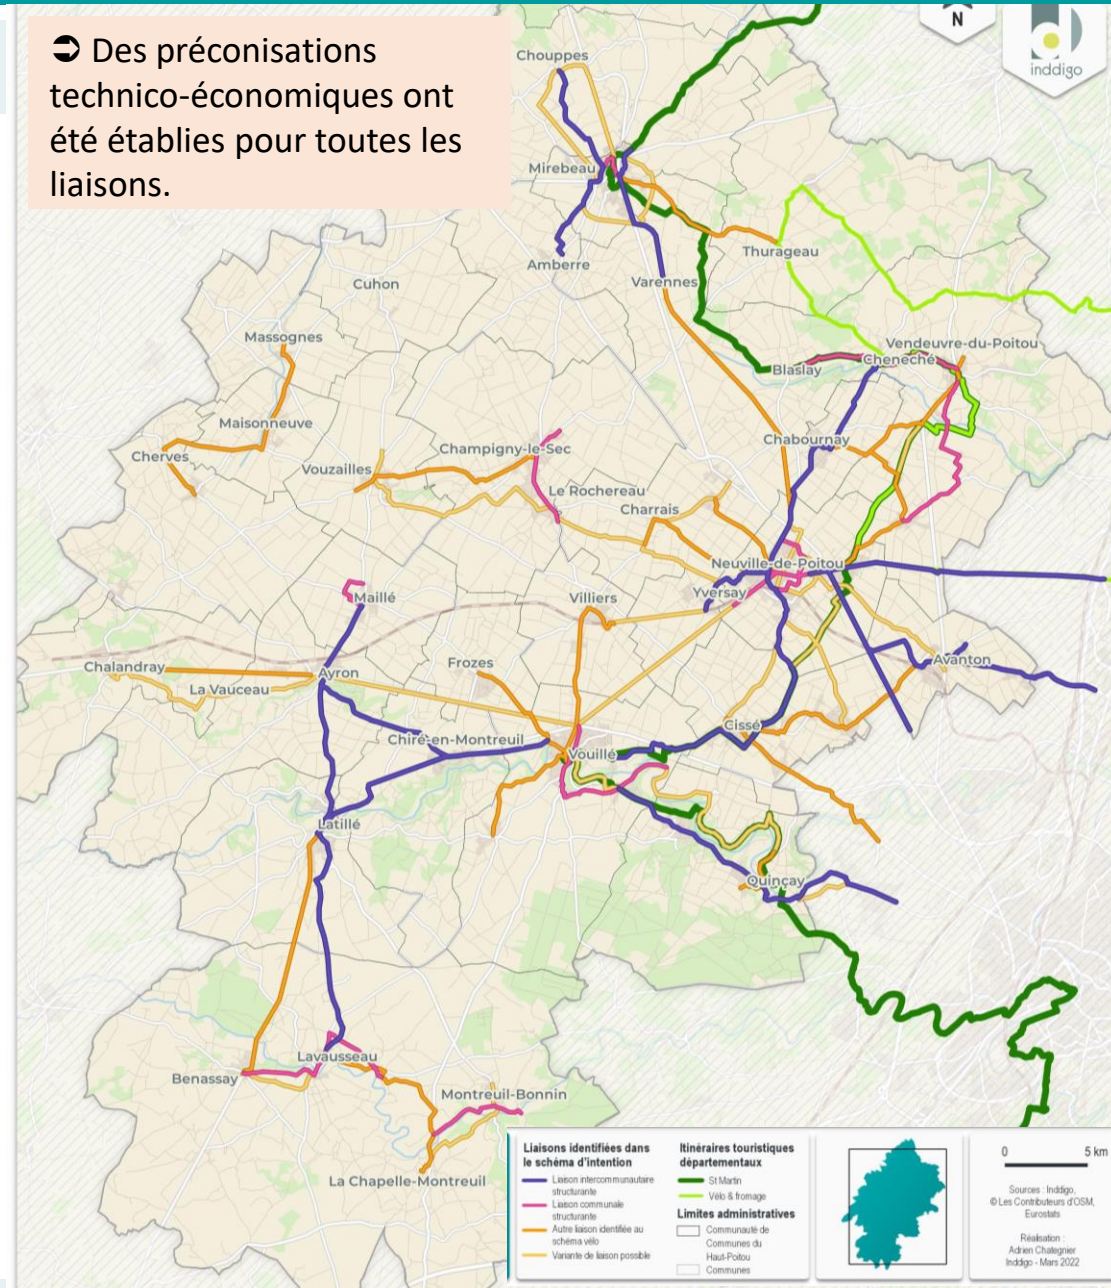 ➲ Des préconisations
technico-économiques ont
été établies pour toutes les
liaisons.
N
inddigo
Chouppes
Mirebeau
Amberre
Varennes
Thurageau
Cuhon
Massognes
Vendeuvre-du-Poitou
Cheneché
Blaslay
Maisonneuve
Cherves
Vouzailles
Champigny-le-Sec
Chabournay
Le Rochereau
Charrais
Neuville-de-Poitou
Yversay
Maillé
Villiers
Chalandray
Ayron
Frozes
La Vauceau
Avanton
Cissé
Chiré-en-Montreuil
Vouillé
Latillé
Quinçay
Lavausseau
Benassay
Montreuil-Bonnin
La Chapelle-Montreuil
Liaisons identifiées dans
le schéma d'intention
Liaison intercommunautaire
structurante
Liaison communale
structurante
Autre liaison identifiée au
schéma vélo
Variante de liaison possible
Itinéraires touristiques
départementaux
St Martin
Vélo & fromage
Limites administratives
Communauté de
Communes du
Haut-Poitou
Communes
0 5 km
Sources : Inddigo,
© Les Contributeurs d'OSM,
Eurostats
Réalisation :
Adrien Chategnier
Inddigo - Mars 2022